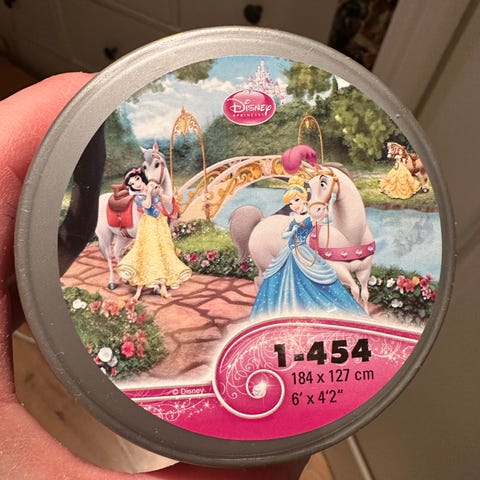 Disney
PRINCESS
1-454
184 x 127 cm
6' x 4'2"
© Disney